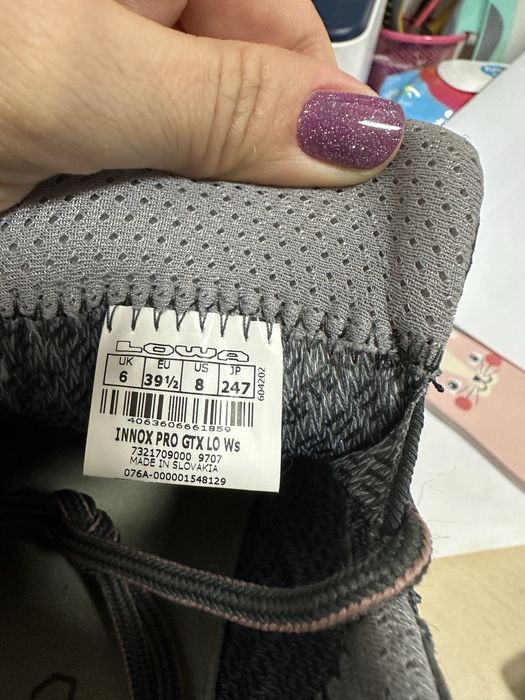 LOWA
UK EU US JP
6 39½ 8 247
604202
4063606661859
INNOX PRO GTX LO Ws
7321709000 9707
MADE IN SLOVAKIA
076A-000001548129